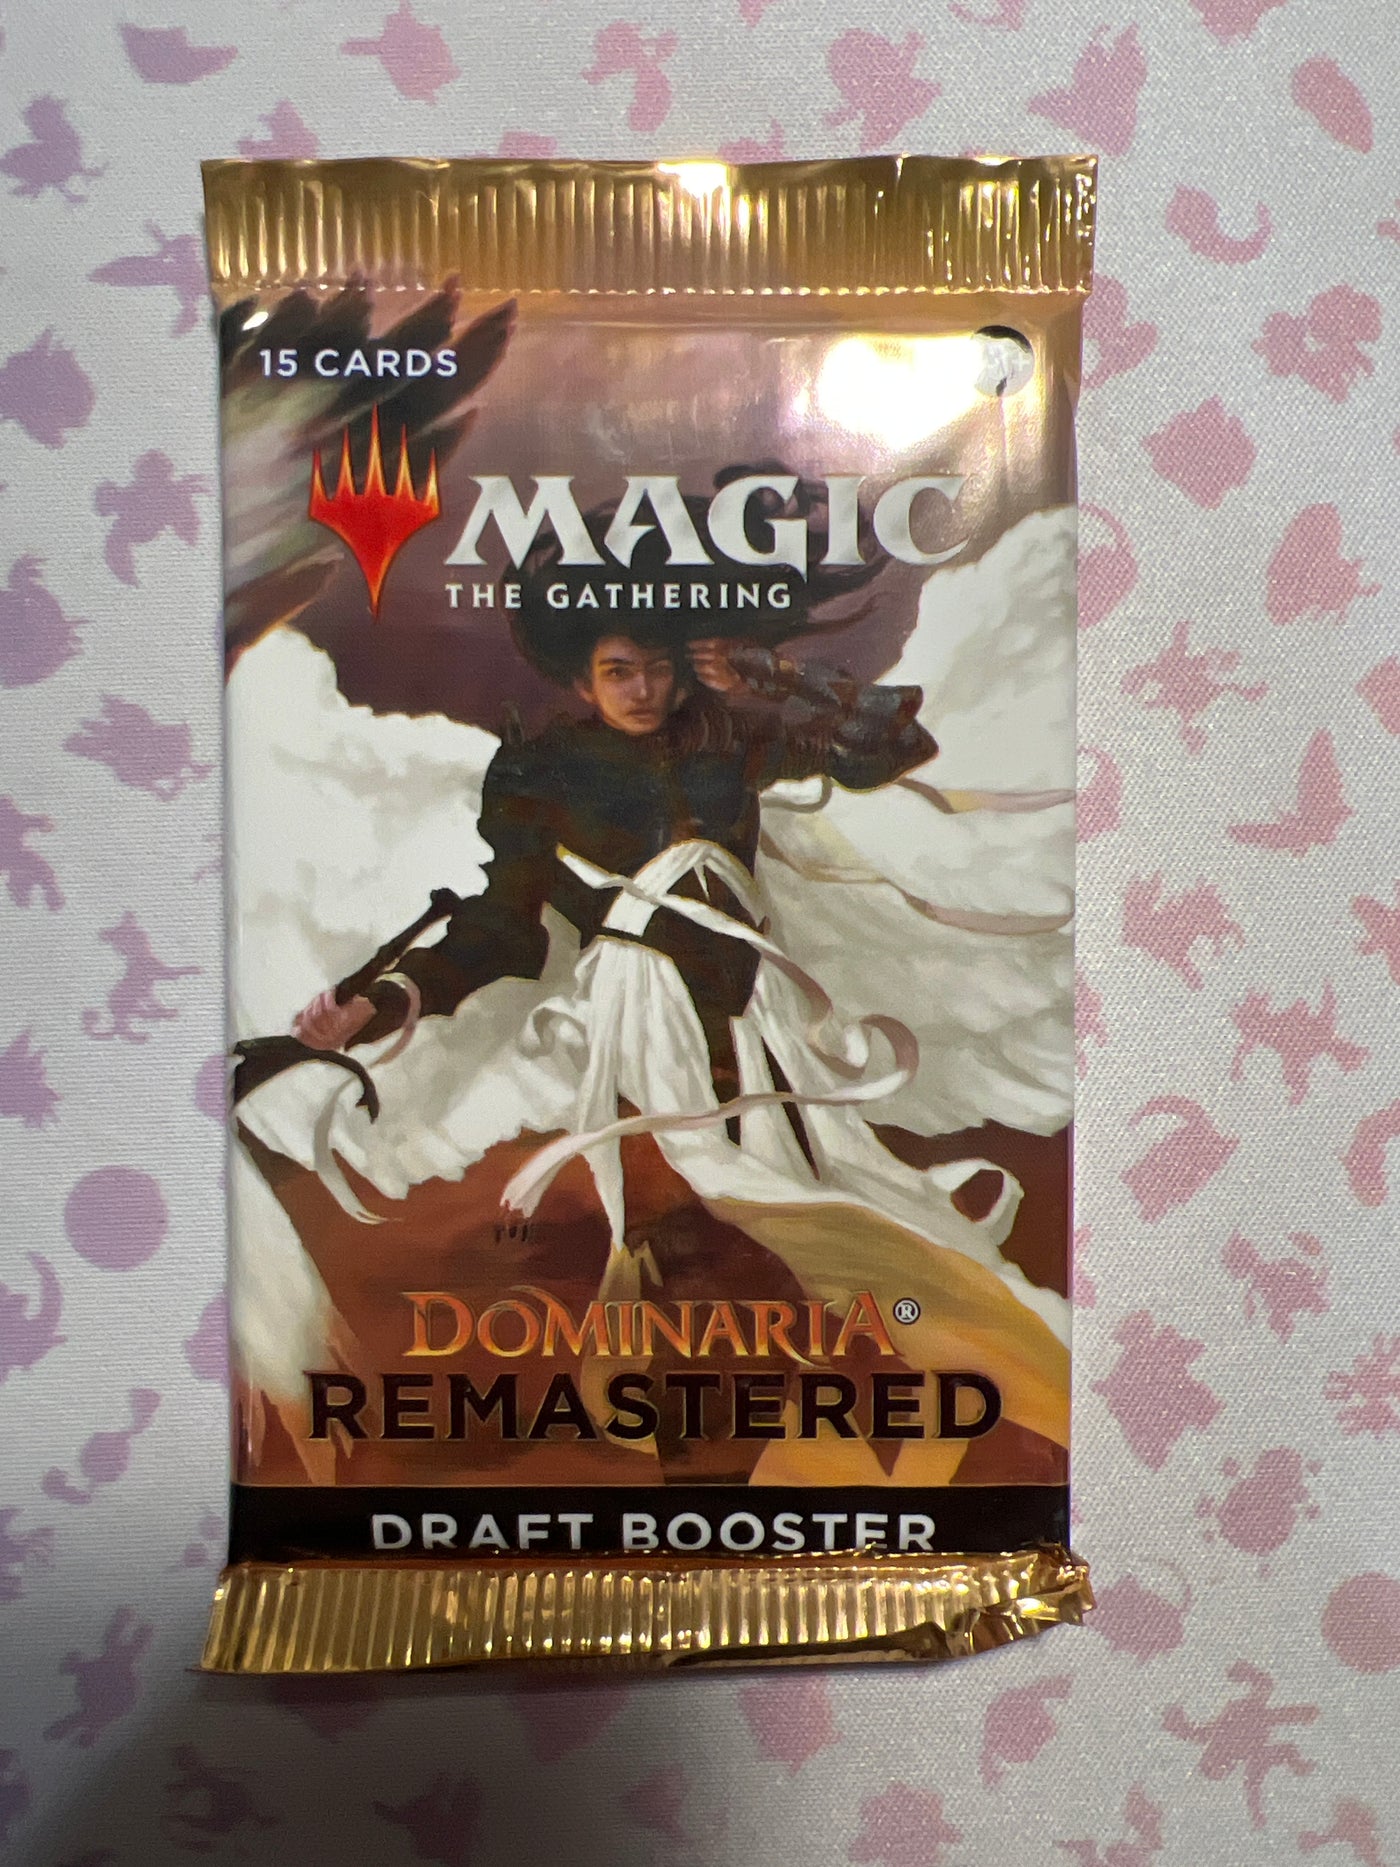 15 CARDS
MAGIC
THE GATHERING
DOMINARIA®
REMASTERED
DRAFT BOOSTER